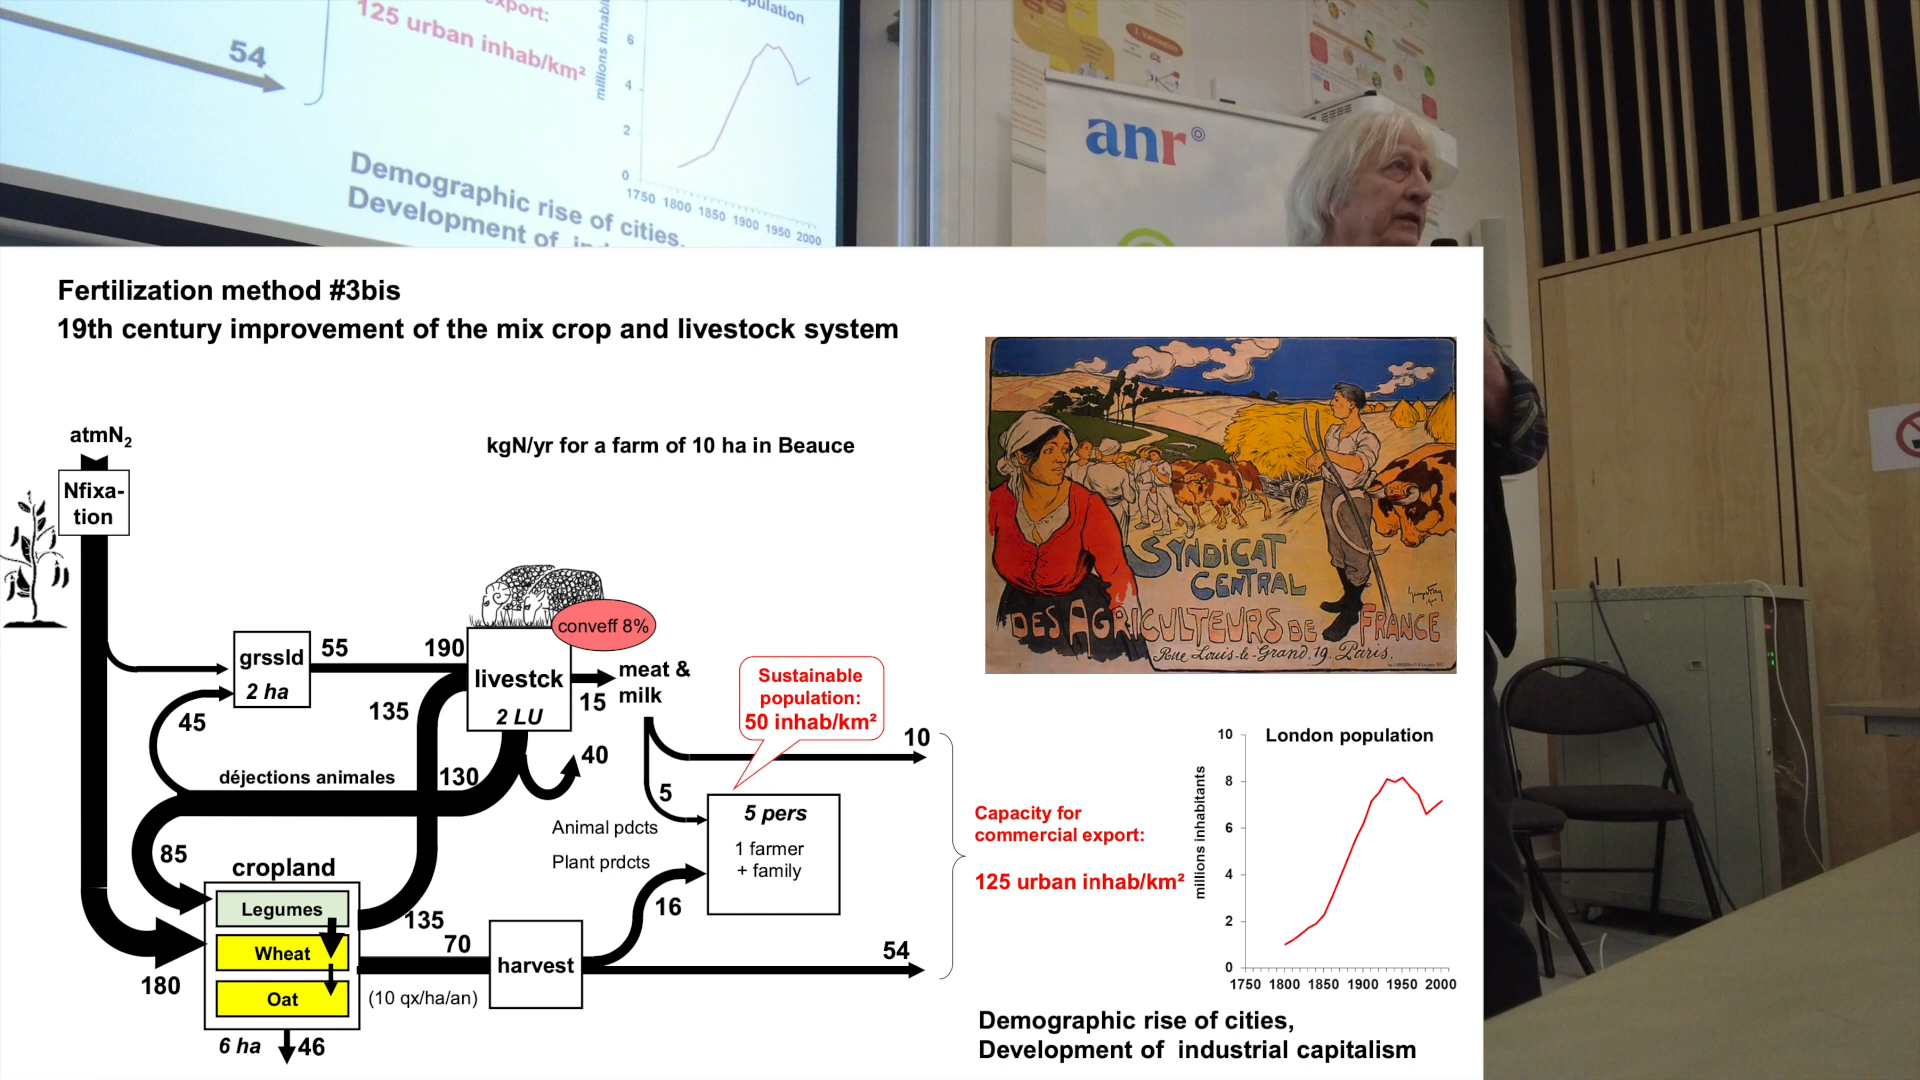 54
export:
125 urban inhab/km²
millions inhabi
6
4
2
0
1750 1800 1850 1900 1950 2000
Demographic rise of cities,
Development of
anr
Fertilization method #3bis
19th century improvement of the mix crop and livestock system
kgN/yr for a farm of 10 ha in Beauce
atmN2
Nfixa-
tion
grssld
2 ha
55
190
45
135
livestck
2 LU
conveff 8%
15
meat &
milk
Sustainable
population:
50 inhab/km²
10
40
130
déjections animales
5
Animal pdcts
Plant prdcts
5 pers
1 farmer
+ family
16
85
cropland
Legumes
Wheat
Oat
180
135
70
(10 qx/ha/an)
harvest
54
6 ha
46
Capacity for
commercial export:
125 urban inhab/km²
SYNDICAT
CENTRAL
DES AGRICULTEURS DE FRANCE
Rue Louis-le-Grand. 19. Paris.
London population
millions inhabitants
10
8
6
4
2
0
1750 1800 1850 1900 1950 2000
Demographic rise of cities,
Development of industrial capitalism